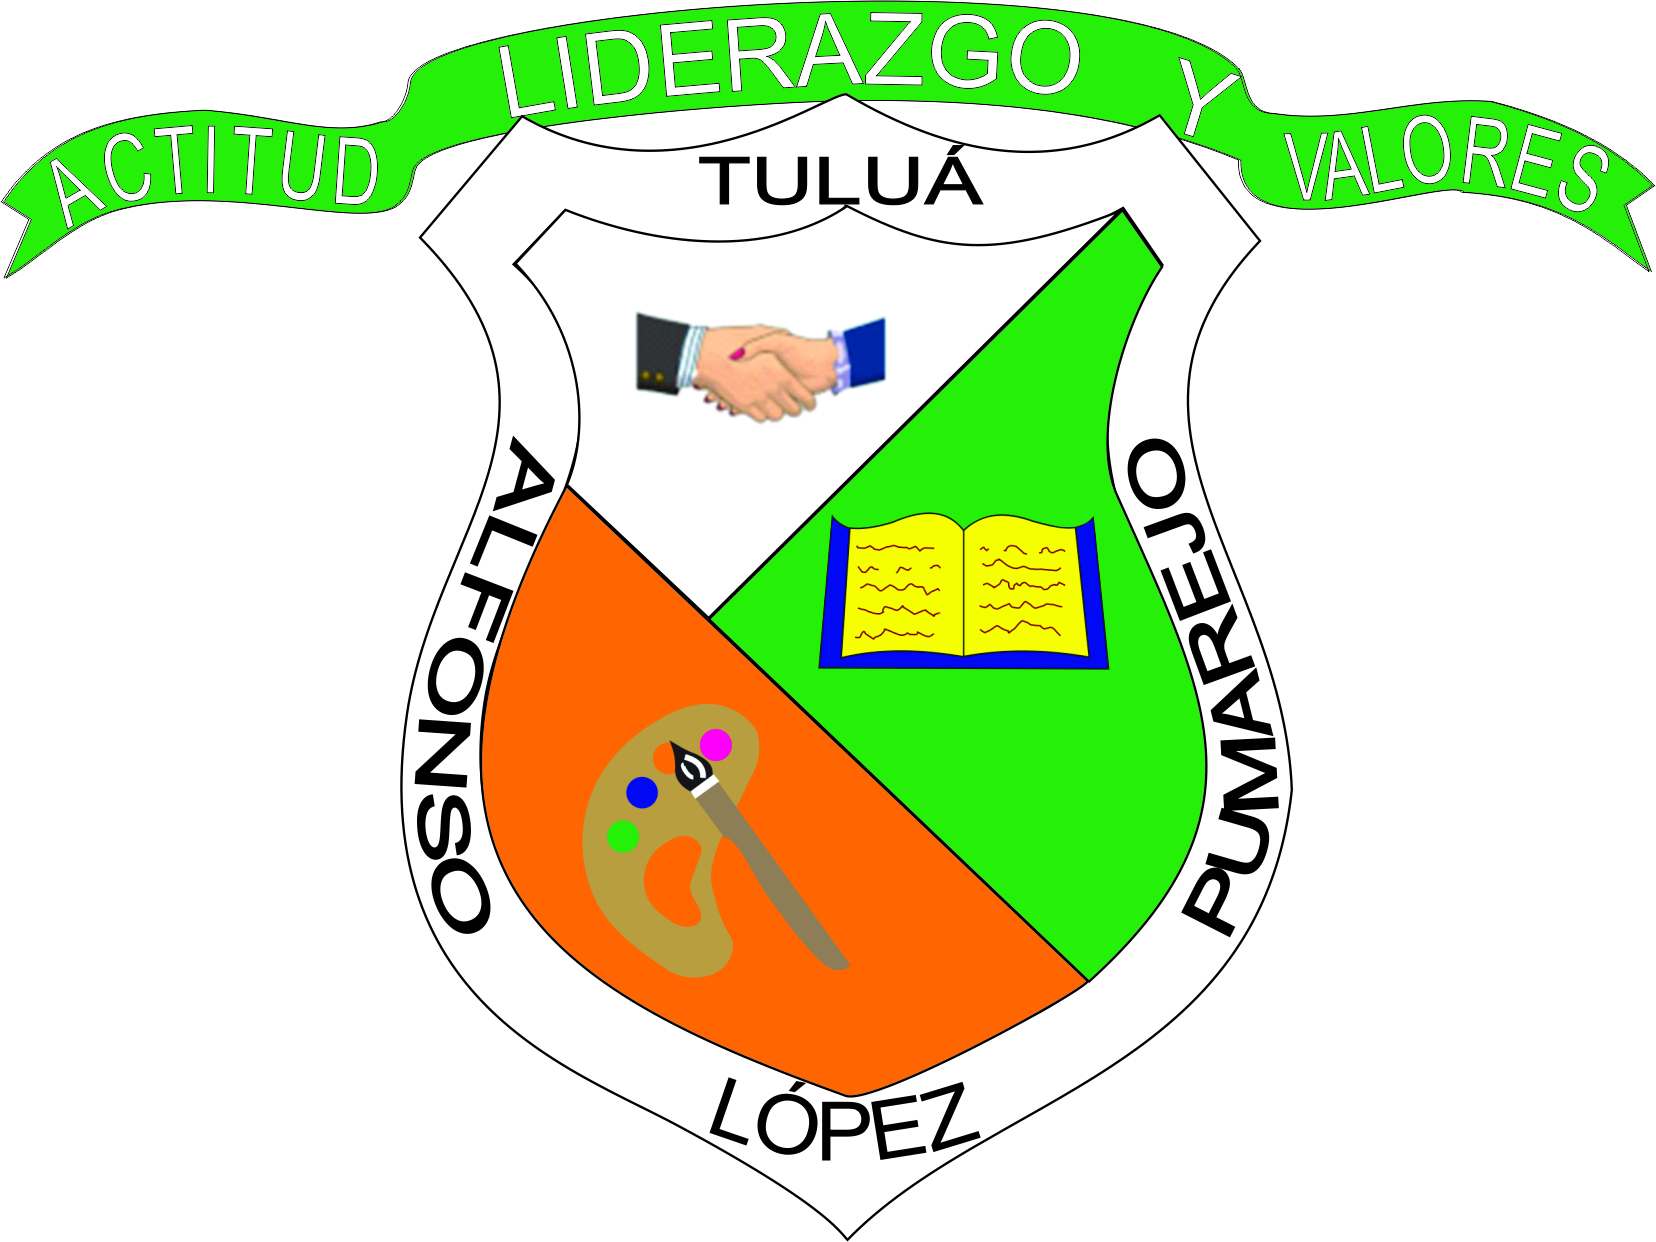 ACTITUD LIDERAZGO Y VALORES
TULUÁ
ALFONSO
LÓPEZ
PUMAREJO